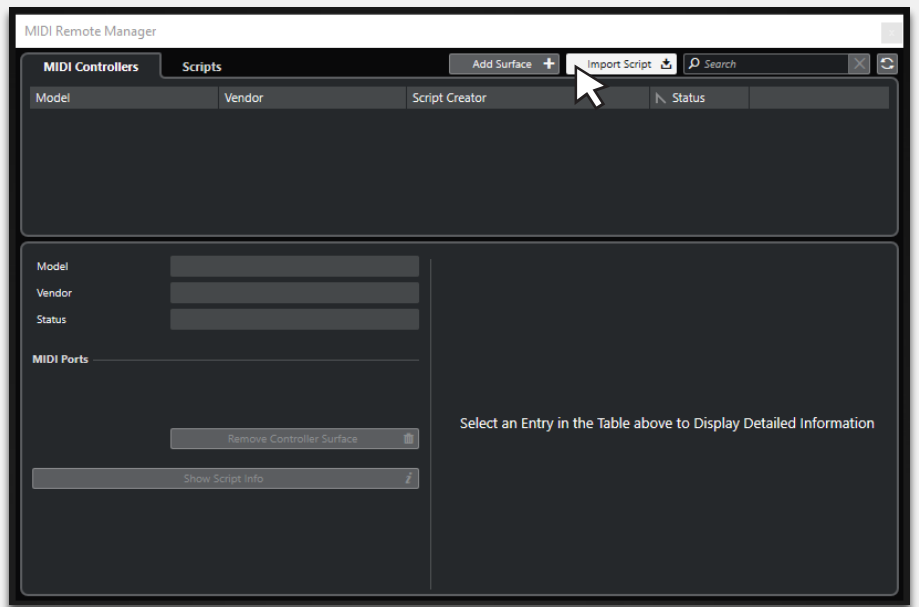 MIDI Remote Manager
MIDI Controllers Scripts Add Surface Import Script Search
Model Vendor Script Creator Status
Model
Vendor
Status
MIDI Ports
Select an Entry in the Table above to Display Detailed Information
Remove Controller Surface
Show Script Info